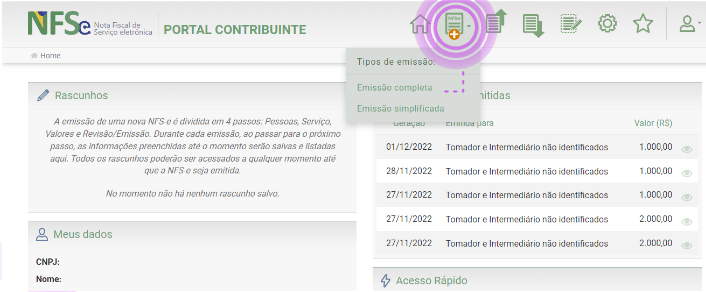 NFSe Nota Fiscal de
Serviço eletrônica
PORTAL CONTRIBUINTE
NFSe
Home
Tipos de emissão:
Emissão completa
Emissão simplificada
Rascunhos
A emissão de uma nova NFS-e é dividida em 4 passos: Pessoas, Serviço,
Valores e Revisão/Emissão. Durante cada emissão, ao passar para o próximo
passo, as informações preenchidas até o momento serão salvas e listadas
aqui. Todos os rascunhos poderão ser acessados a qualquer momento até
que a NFS-e seja emitida.
No momento não há nenhum rascunho salvo.
Meus dados
CNPJ:
Nome:
mitidas
Geração Emitida para Valor (R$)
01/12/2022 Tomador e Intermediário não identificados 1.000,00
28/11/2022 Tomador e Intermediário não identificados 1.000,00
27/11/2022 Tomador e Intermediário não identificados 1.000,00
27/11/2022 Tomador e Intermediário não identificados 2.000,00
27/11/2022 Tomador e Intermediário não identificados 2.000,00
Acesso Rápido